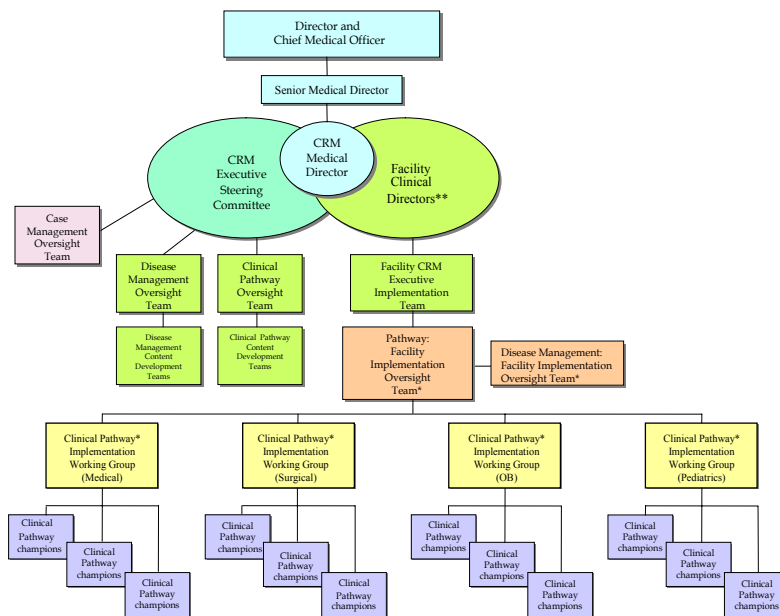 Director and
Chief Medical Officer
Senior Medical Director
CRM
Executive
Steering
Committee
CRM
Medical
Director
Facility
Clinical
Directors**
Case
Management
Oversight
Team
Disease
Management
Oversight
Team
Clinical
Pathway
Oversight
Team
Facility CRM
Executive
Implementation
Team
Disease
Management
Content
Development
Teams
Clinical Pathway
Content
Development
Teams
Pathway:
Facility
Implementation
Oversight
Team*
Disease Management:
Facility Implementation
Oversight Team*
Clinical Pathway*
Implementation
Working Group
(Medical)
Clinical Pathway*
Implementation
Working Group
(Surgical)
Clinical Pathway*
Implementation
Working Group
(OB)
Clinical Pathway*
Implementation
Working Group
(Pediatrics)
Clinical
Pathway
champions
Clinical
Pathway
champions
Clinical
Pathway
champions
Clinical
Pathway
champions
Clinical
Pathway
champions
Clinical
Pathway
champions
Clinical
Pathway
champions
Clinical
Pathway
champions
Clinical
Pathway
champions
Clinical
Pathway
champions
Clinical
Pathway
champions
Clinical
Pathway
champions